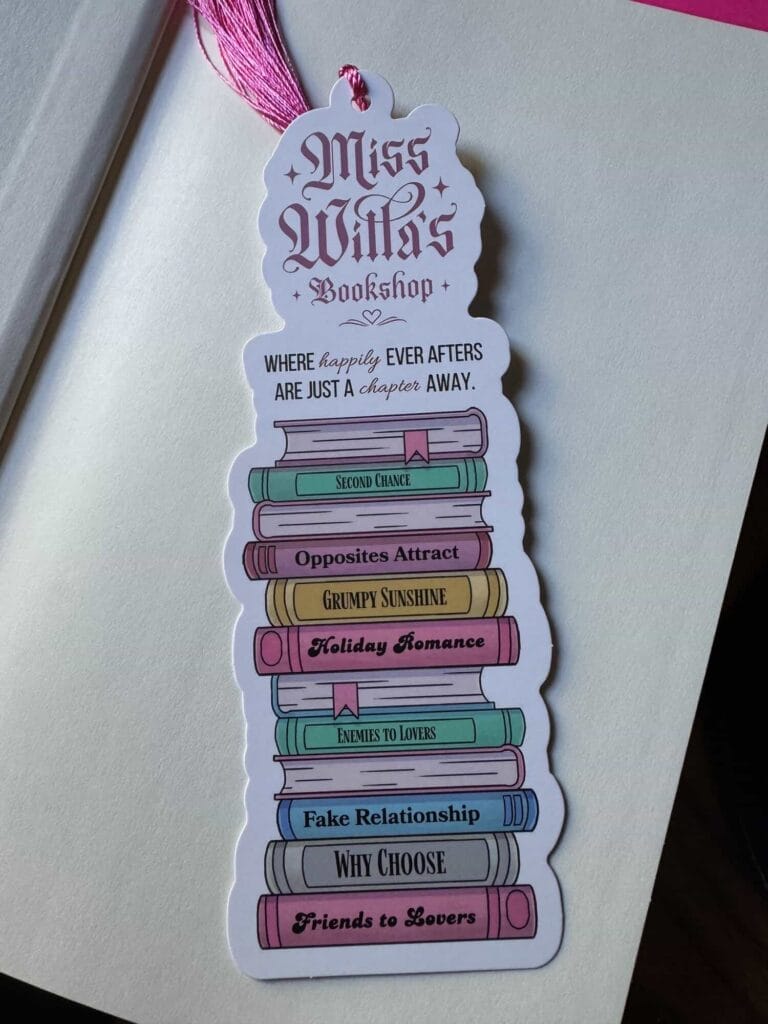 Miss
Willa's
Bookshop
WHERE happily EVER AFTERS
ARE JUST A chapter AWAY.
SECOND CHANCE
Opposites Attract
GRUMPY SUNSHINE
Holiday Romance
ENEMIES TO LOVERS
Fake Relationship
WHY CHOOSE
Friends to Lovers